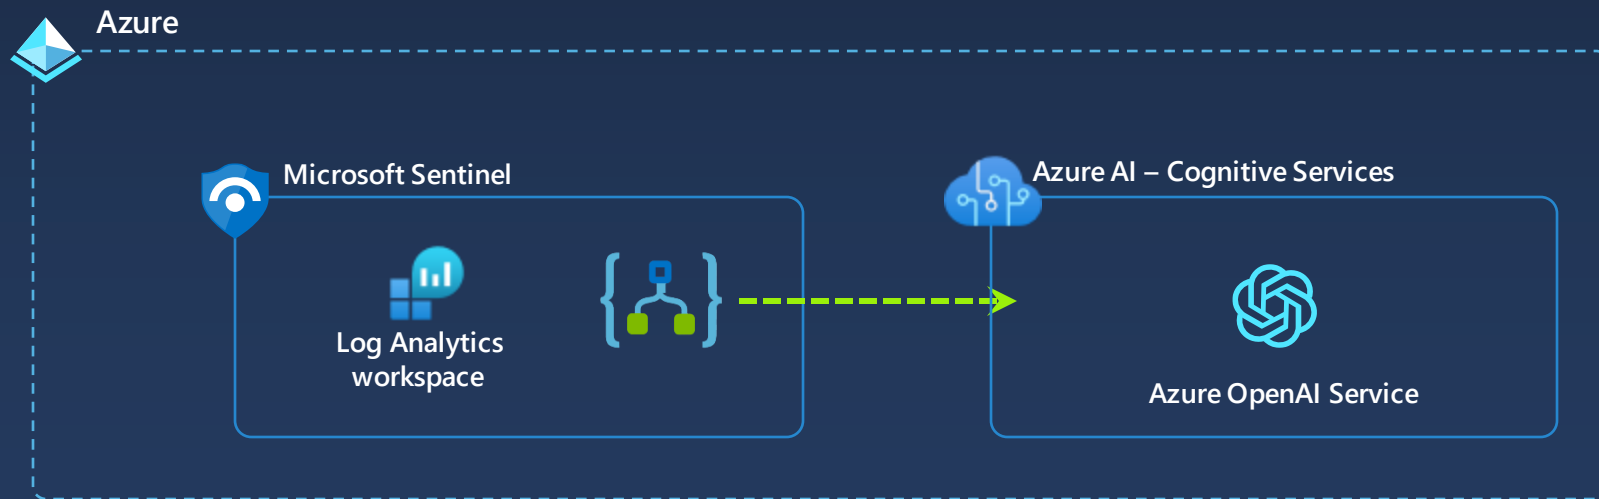 Azure
Microsoft Sentinel
Azure AI – Cognitive Services
Log Analytics
workspace
Azure OpenAI Service